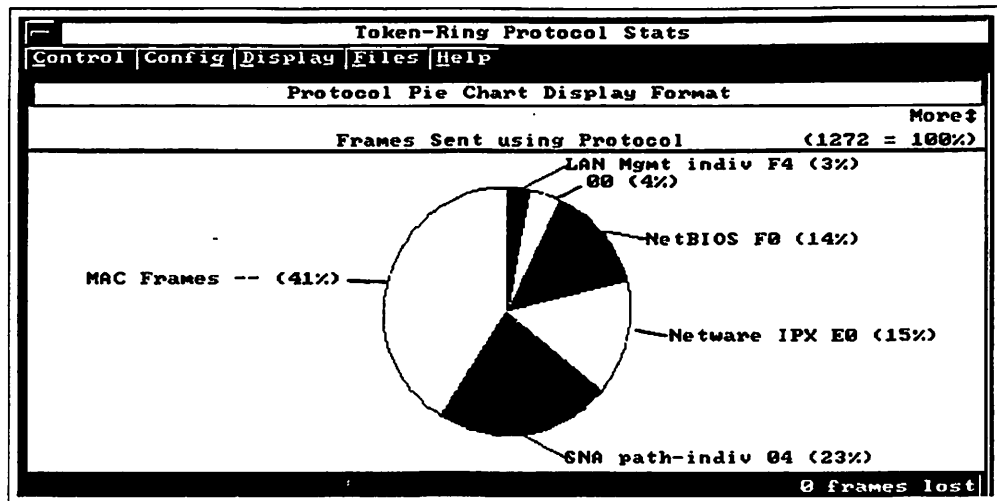 Token-Ring Protocol Stats
Control Config Display Files Help
Protocol Pie Chart Display Format
More↕
Frames Sent using Protocol (1272 = 100%)
LAN Mgmt indiv F4 (3%)
00 (4%)
NetBIOS F0 (14%)
MAC Frames -- (41%)
Netware IPX E0 (15%)
SNA path-indiv 04 (23%)
0 frames lost